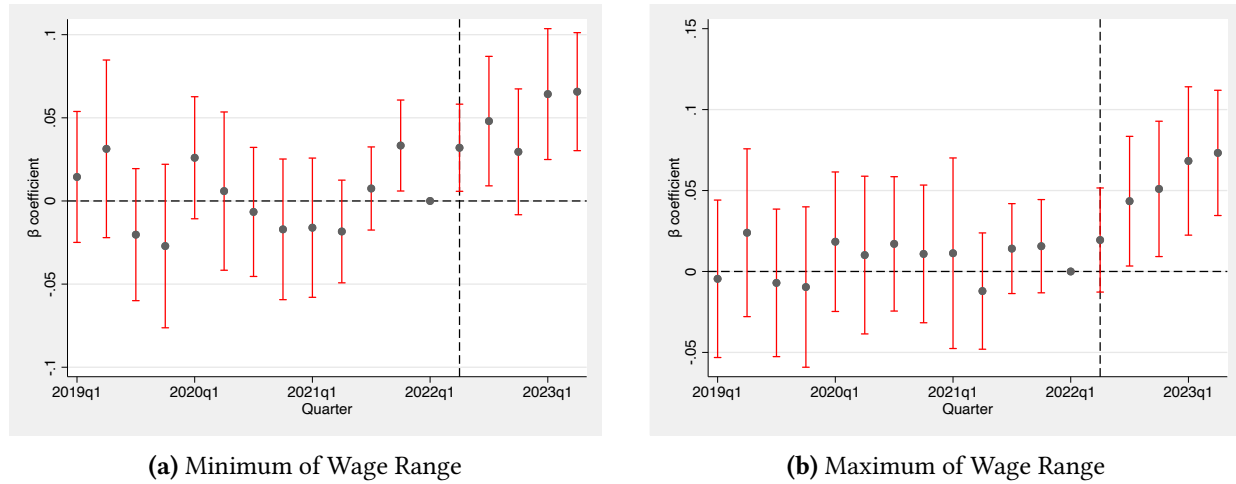 .1
.05
0
-.05
-.1
β coefficient
2019q1 2020q1 2021q1 2022q1 2023q1
Quarter
(a) Minimum of Wage Range
.15
.1
.05
0
-.05
β coefficient
2019q1 2020q1 2021q1 2022q1 2023q1
Quarter
(b) Maximum of Wage Range